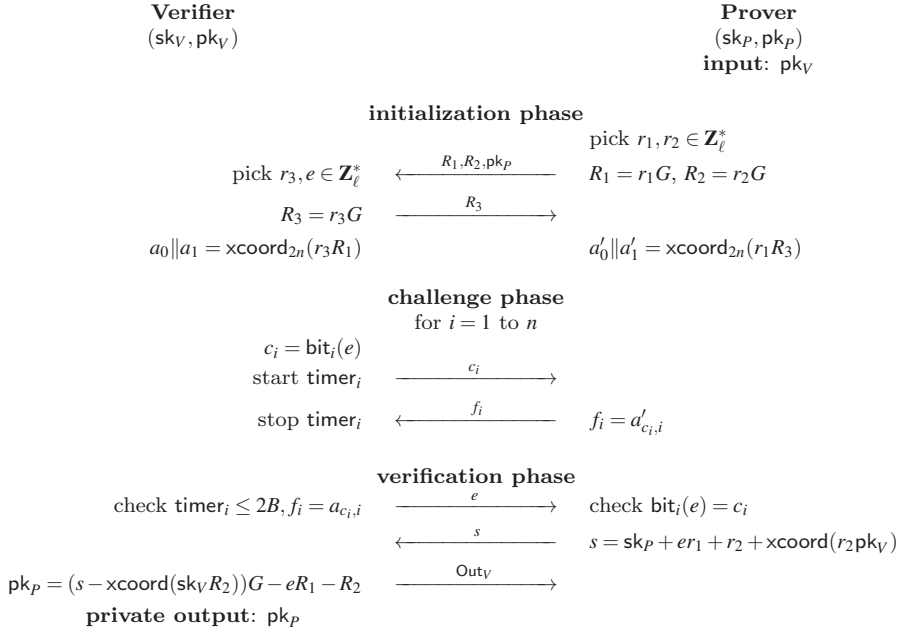 Verifier Prover
(sk_V, pk_V) (sk_P, pk_P)
input: pk_V
initialization phase
pick r_1, r_2 ∈ Z_ℓ^*
pick r_3, e ∈ Z_ℓ^* ← R_1,R_2,pk_P R_1 = r_1G, R_2 = r_2G
R_3 = r_3G → R_3
a_0∥a_1 = xcoord_{2n}(r_3R_1) a'_0∥a'_1 = xcoord_{2n}(r_1R_3)
challenge phase
for i = 1 to n
c_i = bit_i(e)
start timer_i → c_i
stop timer_i ← f_i f_i = a'_{c_i,i}
verification phase
check timer_i ≤ 2B, f_i = a_{c_i,i} → e check bit_i(e) = c_i
← s s = sk_P + er_1 + r_2 + xcoord(r_2pk_V)
pk_P = (s − xcoord(sk_VR_2))G − eR_1 − R_2 → Out_V
private output: pk_P